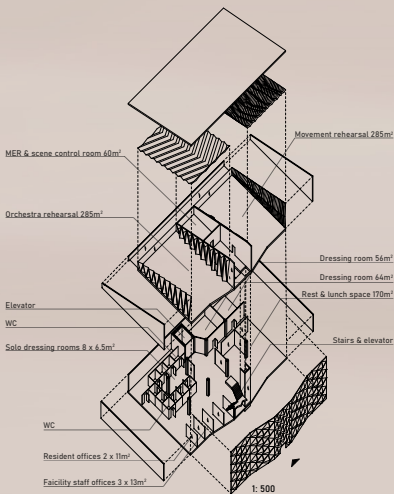 Movement rehearsal 285m²
MER & scene control room 60m²
Orchestra rehearsal 285m²
Dressing room 56m²
Dressing room 64m²
Rest & lunch space 170m²
Elevator
WC
Stairs & elevator
Solo dressing rooms 8 x 6.5m²
WC
Resident offices 2 x 11m²
Faicility staff offices 3 x 13m²
1: 500